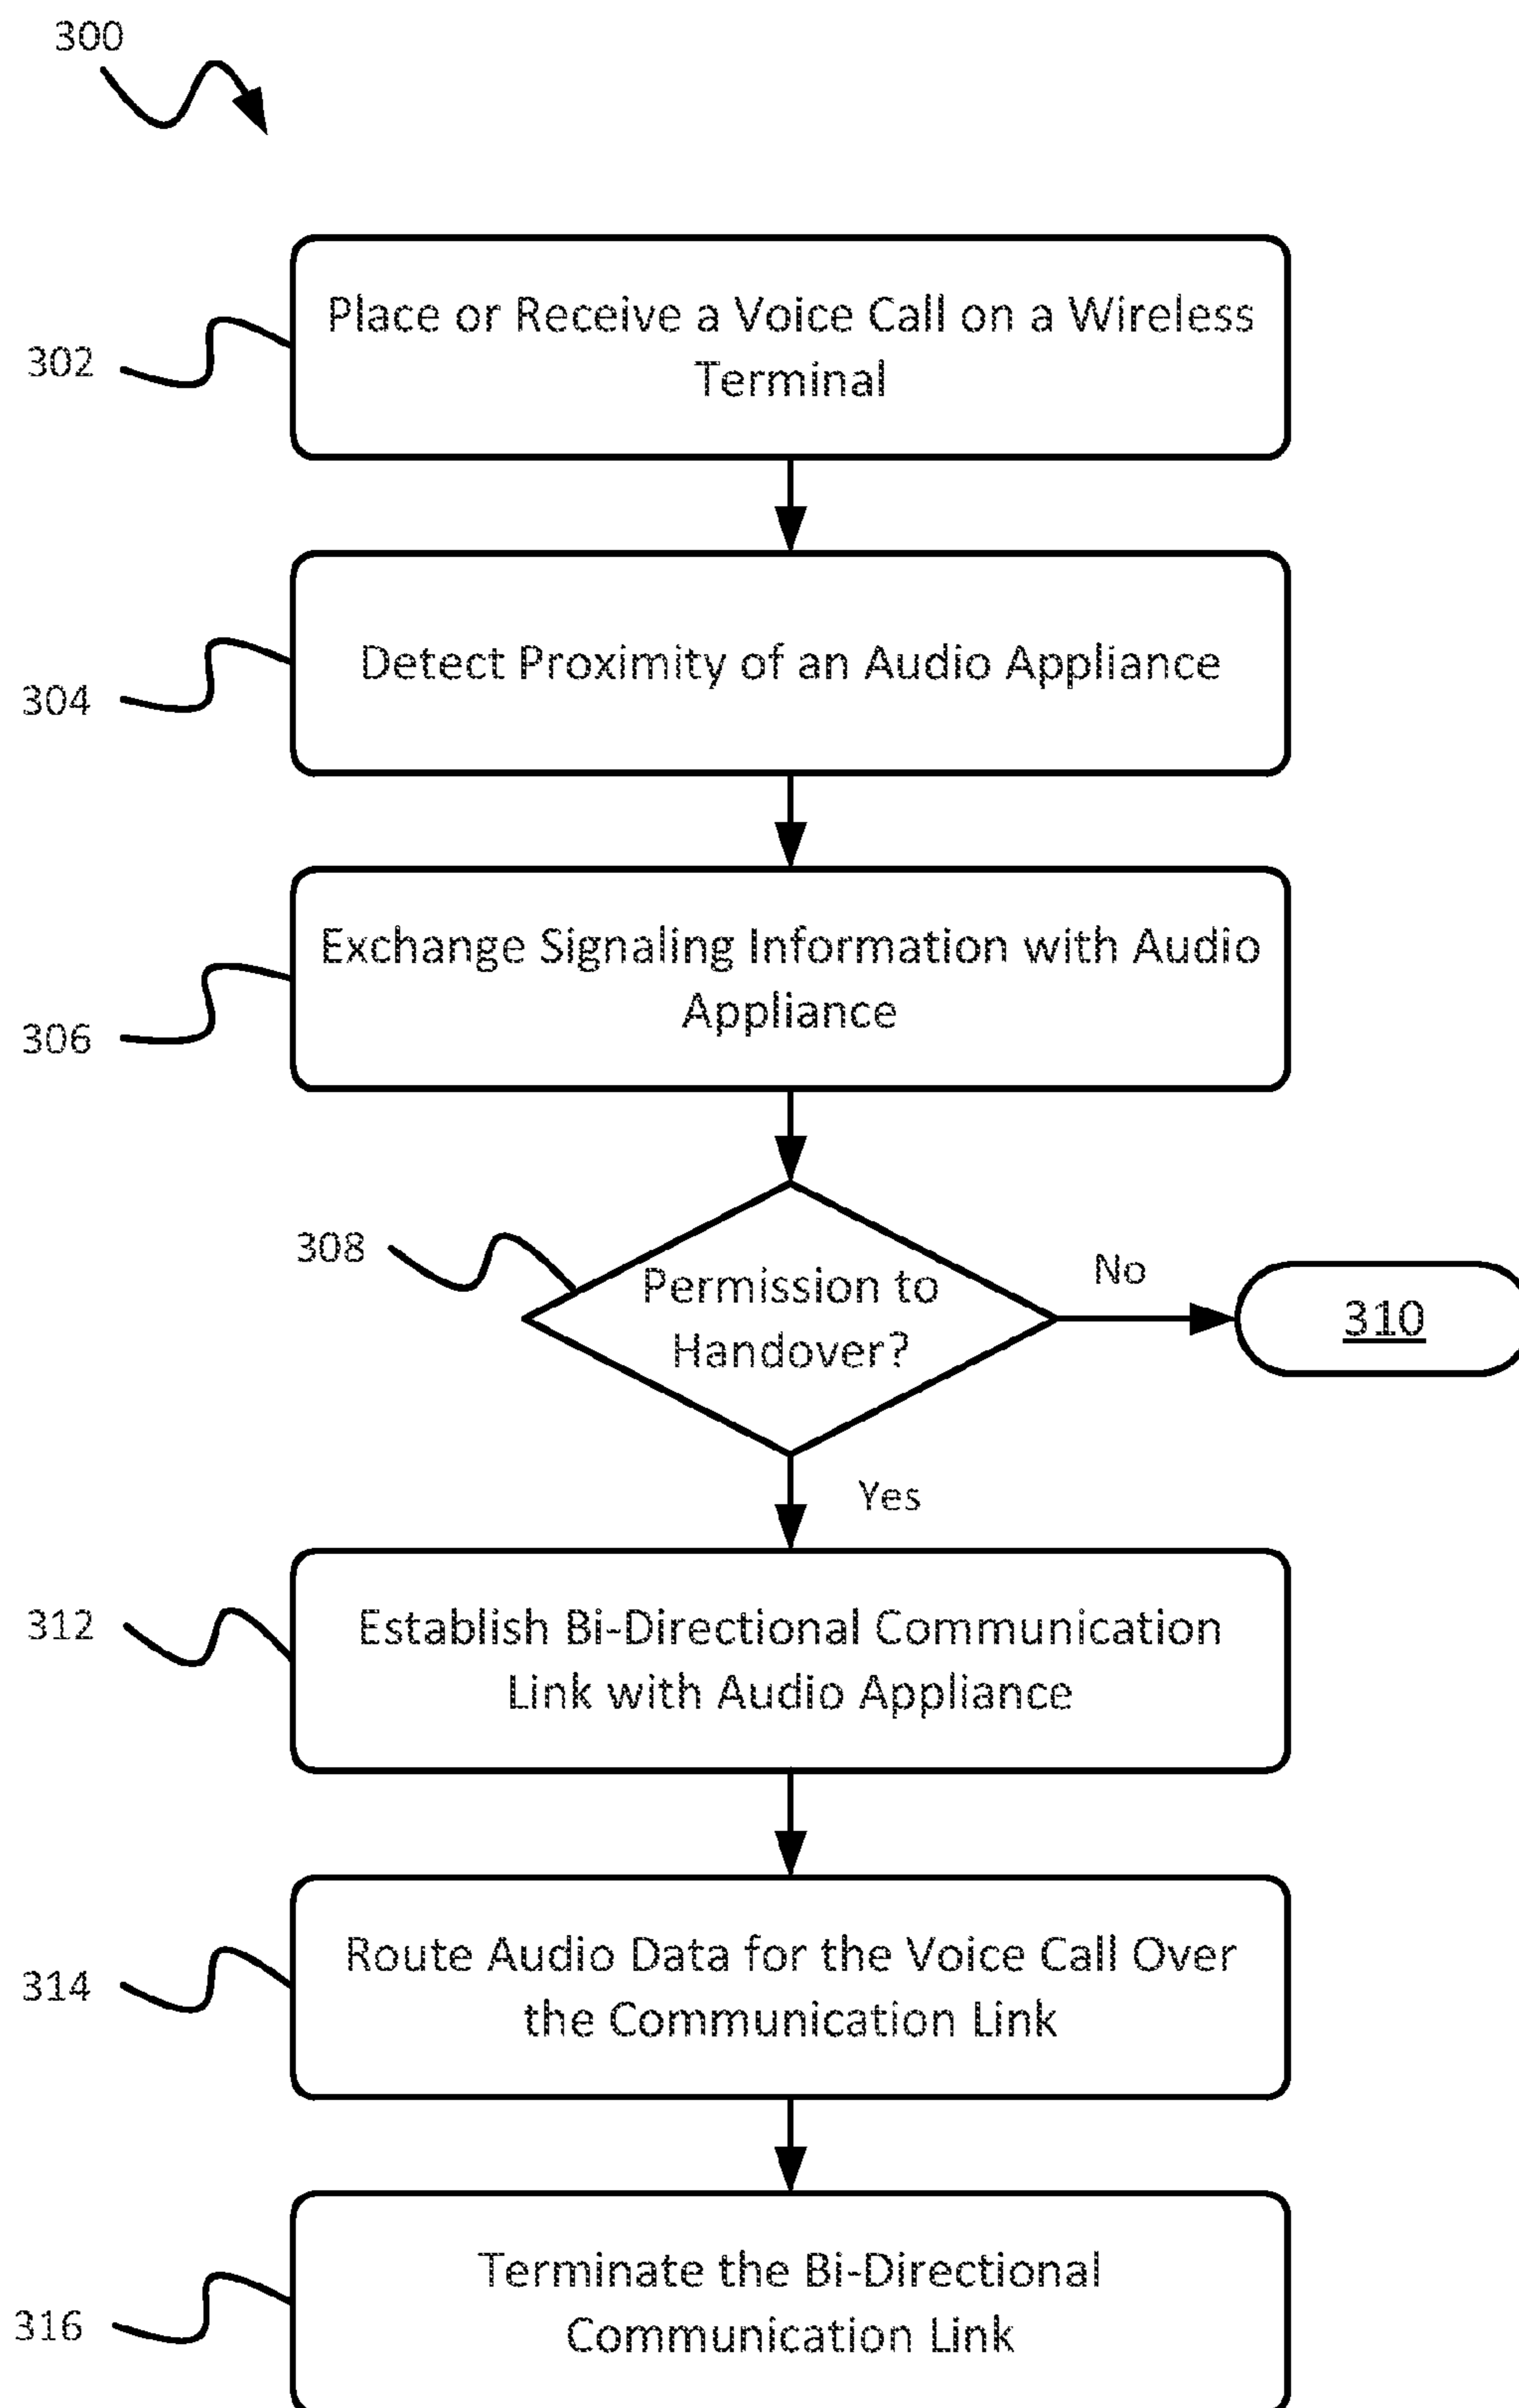 300
302
Place or Receive a Voice Call on a Wireless
Terminal
304
Detect Proximity of an Audio Appliance
306
Exchange Signaling Information with Audio
Appliance
308
Permission to
Handover?
No
310
Yes
312
Establish Bi-Directional Communication
Link with Audio Appliance
314
Route Audio Data for the Voice Call Over
the Communication Link
316
Terminate the Bi-Directional
Communication Link